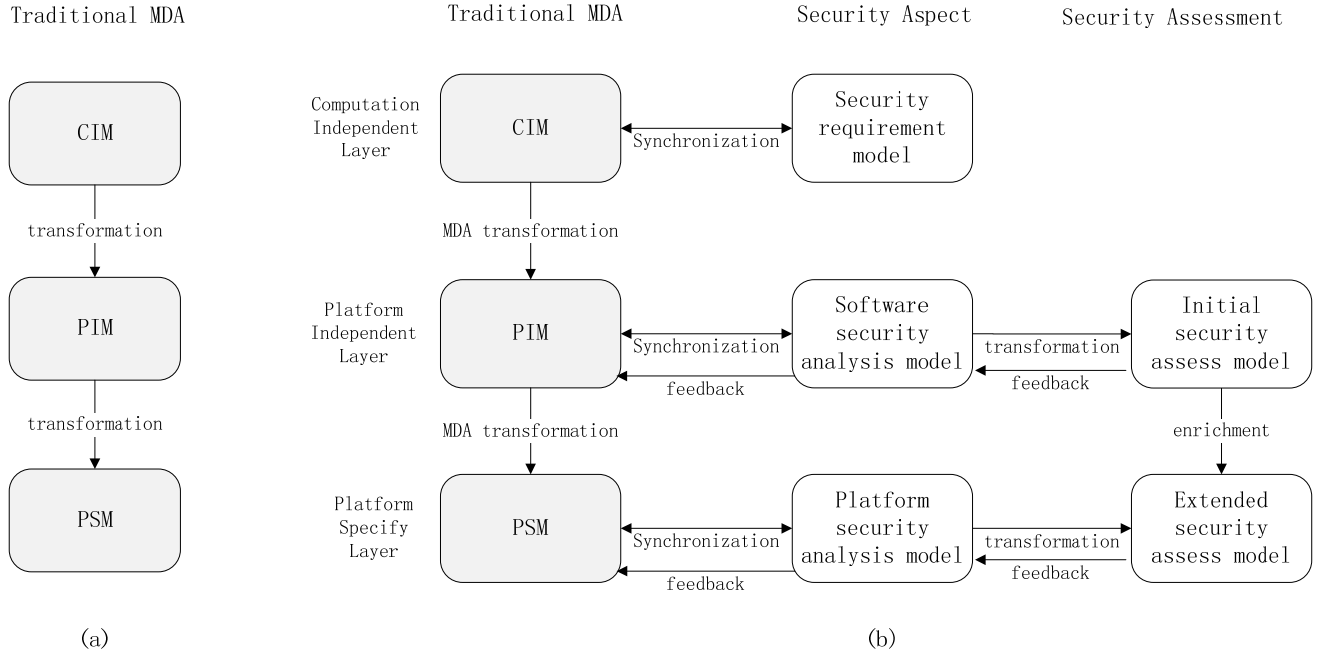 Traditional MDA
CIM
transformation
PIM
transformation
PSM
(a)
Traditional MDA
Security Aspect
Security Assessment
Computation
Independent
Layer
CIM
Synchronization
Security
requirement
model
MDA transformation
Platform
Independent
Layer
PIM
Synchronization
feedback
Software
security
analysis model
transformation
feedback
Initial
security
assess model
MDA transformation
enrichment
Platform
Specify
Layer
PSM
Synchronization
feedback
Platform
security
analysis model
transformation
feedback
Extended
security
assess model
(b)